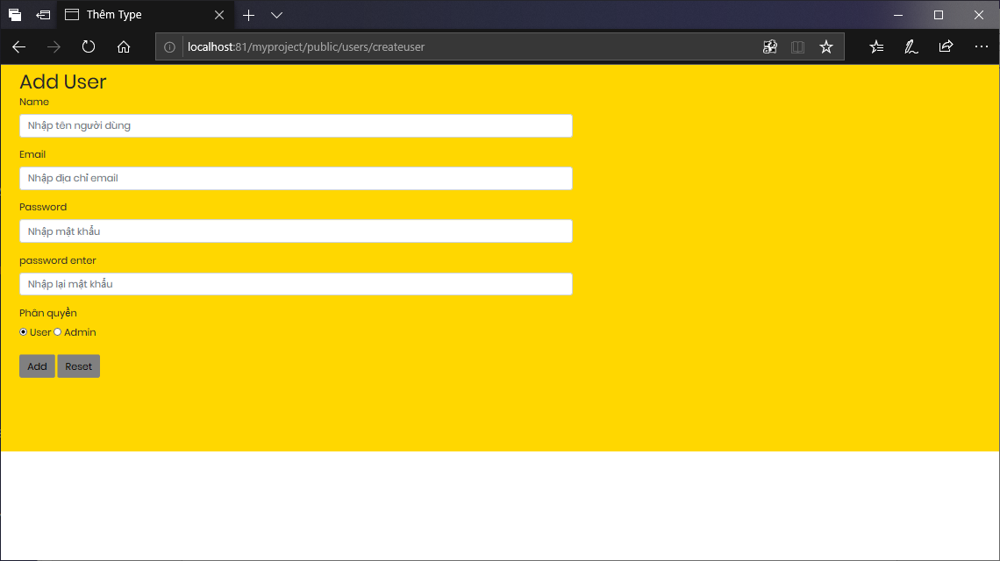 Thêm Type
localhost:81/myproject/public/users/createuser
Add User
Name
Nhập tên người dùng
Email
Nhập địa chỉ email
Password
Nhập mật khẩu
password enter
Nhập lại mật khẩu
Phân quyền
User Admin
Add Reset